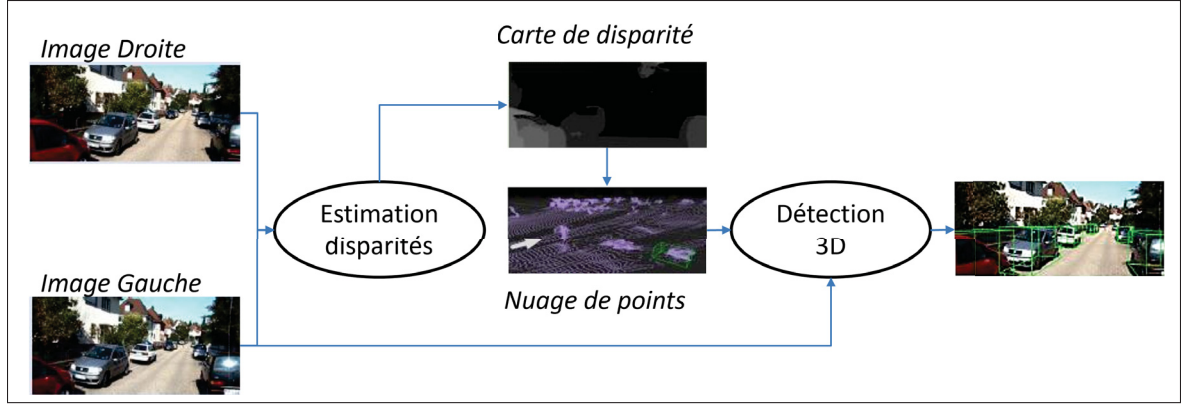 Image Droite
Carte de disparité
Estimation
disparités
Détection
3D
Image Gauche
Nuage de points